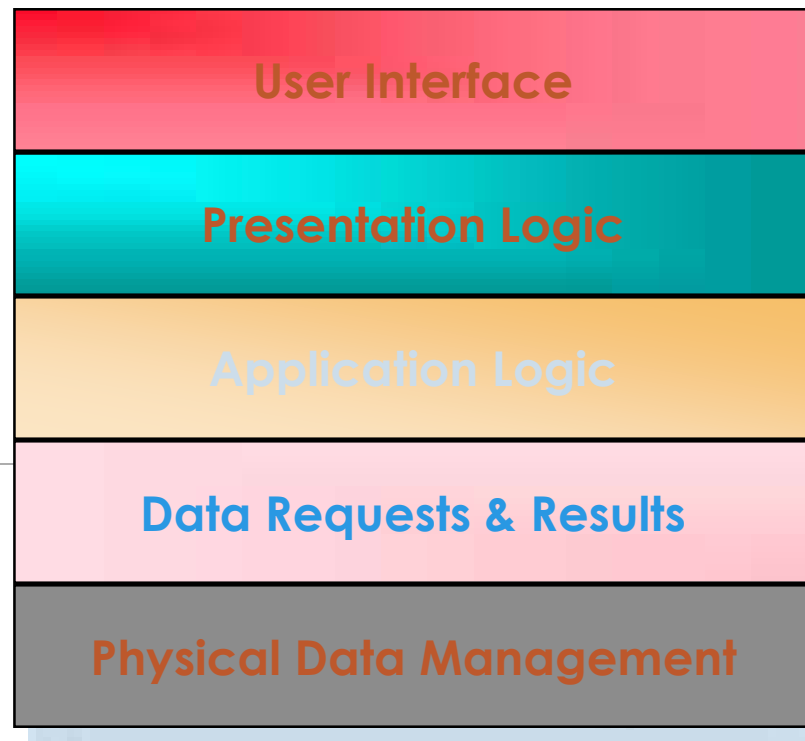 User Interface
Presentation Logic
Application Logic
Data Requests & Results
Physical Data Management